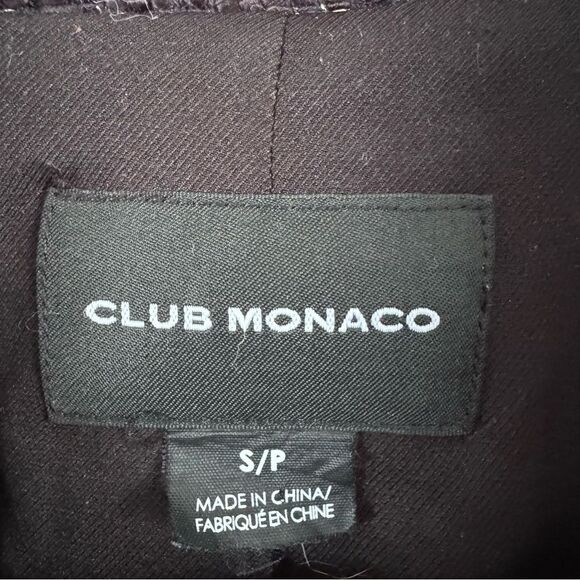 CLUB MONACO
S/P
MADE IN CHINA/
FABRIQUÉ EN CHINE